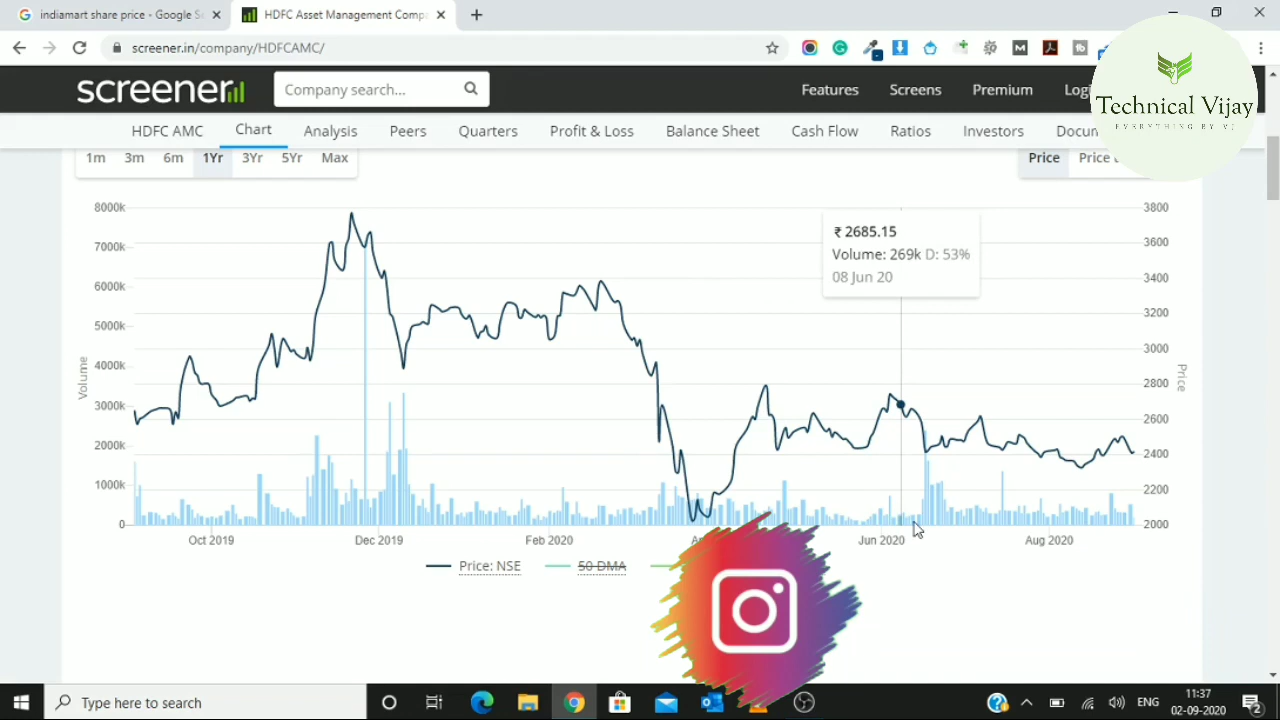 indiamart share price - Google Se
HDFC Asset Management Compa
screener.in/company/HDFCAMC/
screener
Company search...
Features
Screens
Premium
Technical Vijay
HDFC AMC
Chart
Analysis
Peers
Quarters
Profit & Loss
Balance Sheet
Cash Flow
Ratios
Investors
1m
3m
6m
1Yr
3Yr
5Yr
Max
Price
Price
8000k
7000k
6000k
5000k
4000k
3000k
2000k
1000k
0
Volume
₹ 2685.15
Volume: 269k D: 53%
08 Jun 20
3800
3600
3400
3200
3000
2800
2600
2400
2200
2000
Price
Oct 2019
Dec 2019
Feb 2020
Jun 2020
Aug 2020
Price: NSE
50 DMA
Type here to search
ENG
11:37
02-09-2020
2